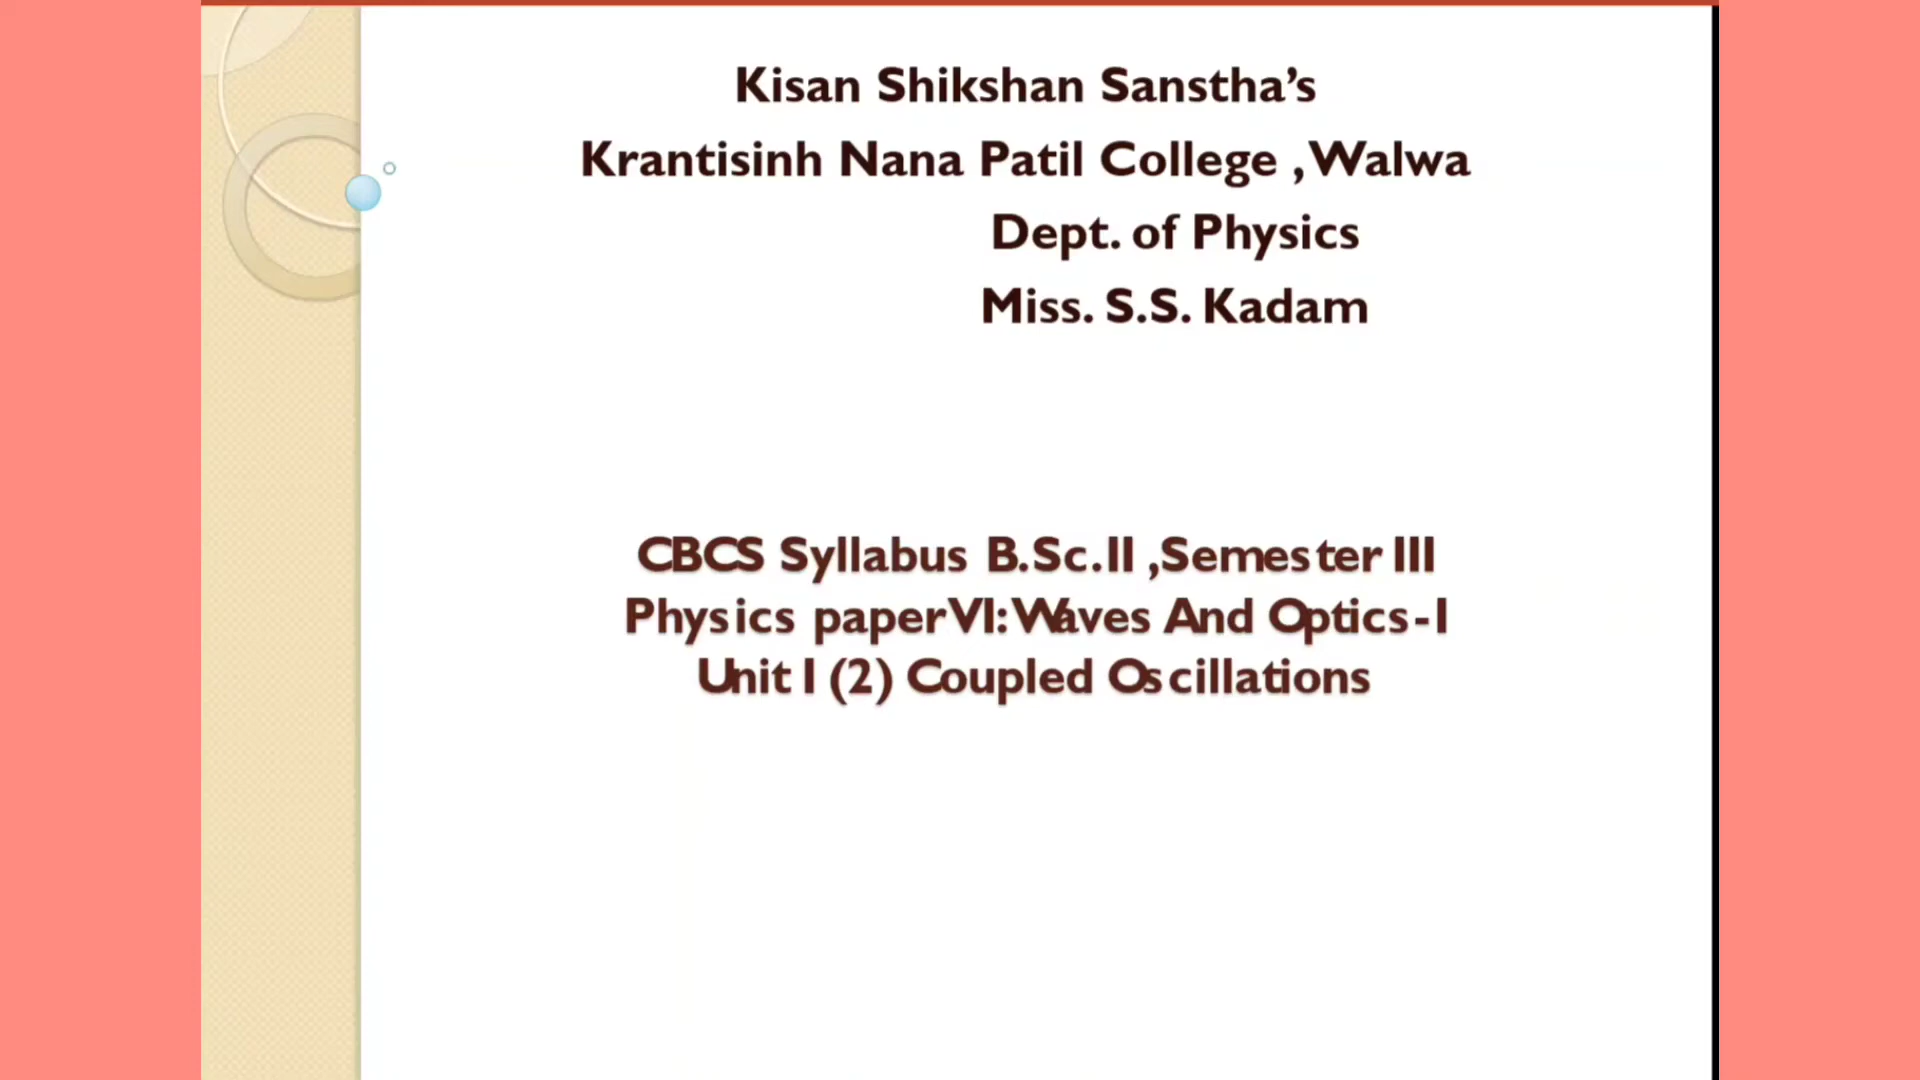 Kisan Shikshan Sanstha’s
Krantisinh Nana Patil College ,Walwa
Dept. of Physics
Miss. S.S. Kadam
CBCS Syllabus B.Sc.II ,Semester III
Physics paper VI: Waves And Optics-I
Unit I (2) Coupled Oscillations